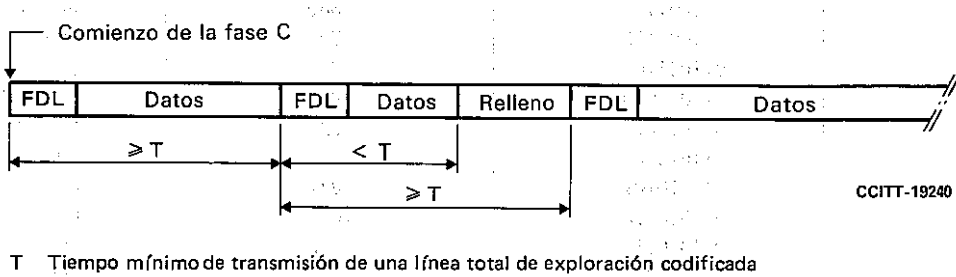 Comienzo de la fase C
FDL Datos FDL Datos Relleno FDL Datos
≥ T < T
≥ T
CCITT-19240
T Tiempo mínimo de transmisión de una línea total de exploración codificada